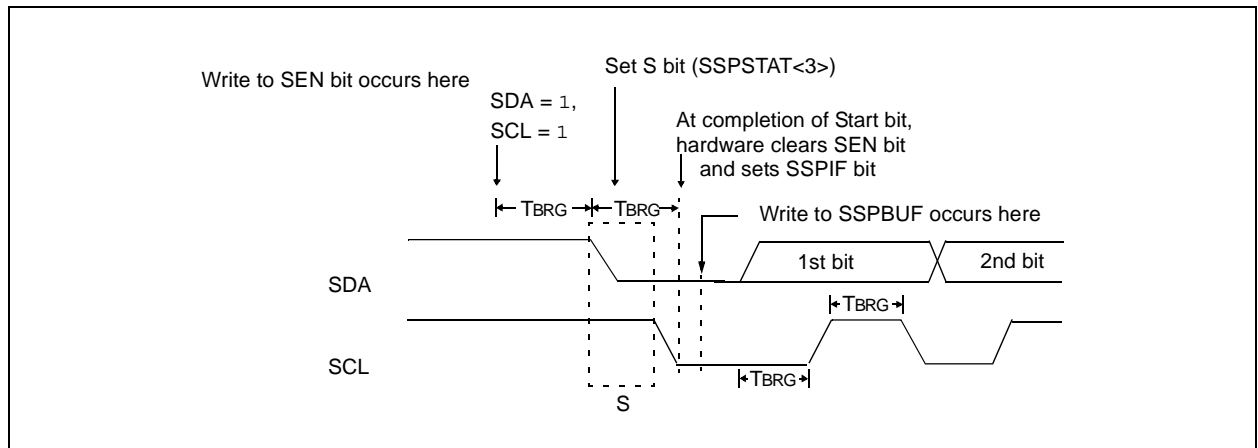 Write to SEN bit occurs here
Set S bit (SSPSTAT<3>)
SDA = 1,
SCL = 1
At completion of Start bit,
hardware clears SEN bit
and sets SSPIF bit
TBRG
TBRG
Write to SSPBUF occurs here
SDA
1st bit
2nd bit
TBRG
SCL
TBRG
S